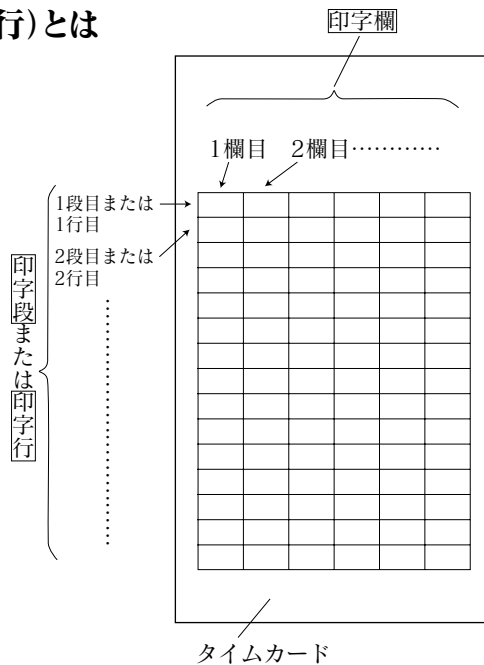 行)とは
印字欄
1欄目 2欄目…………
1段目または
1行目
2段目または
2行目
印字段または印字行
タイムカード